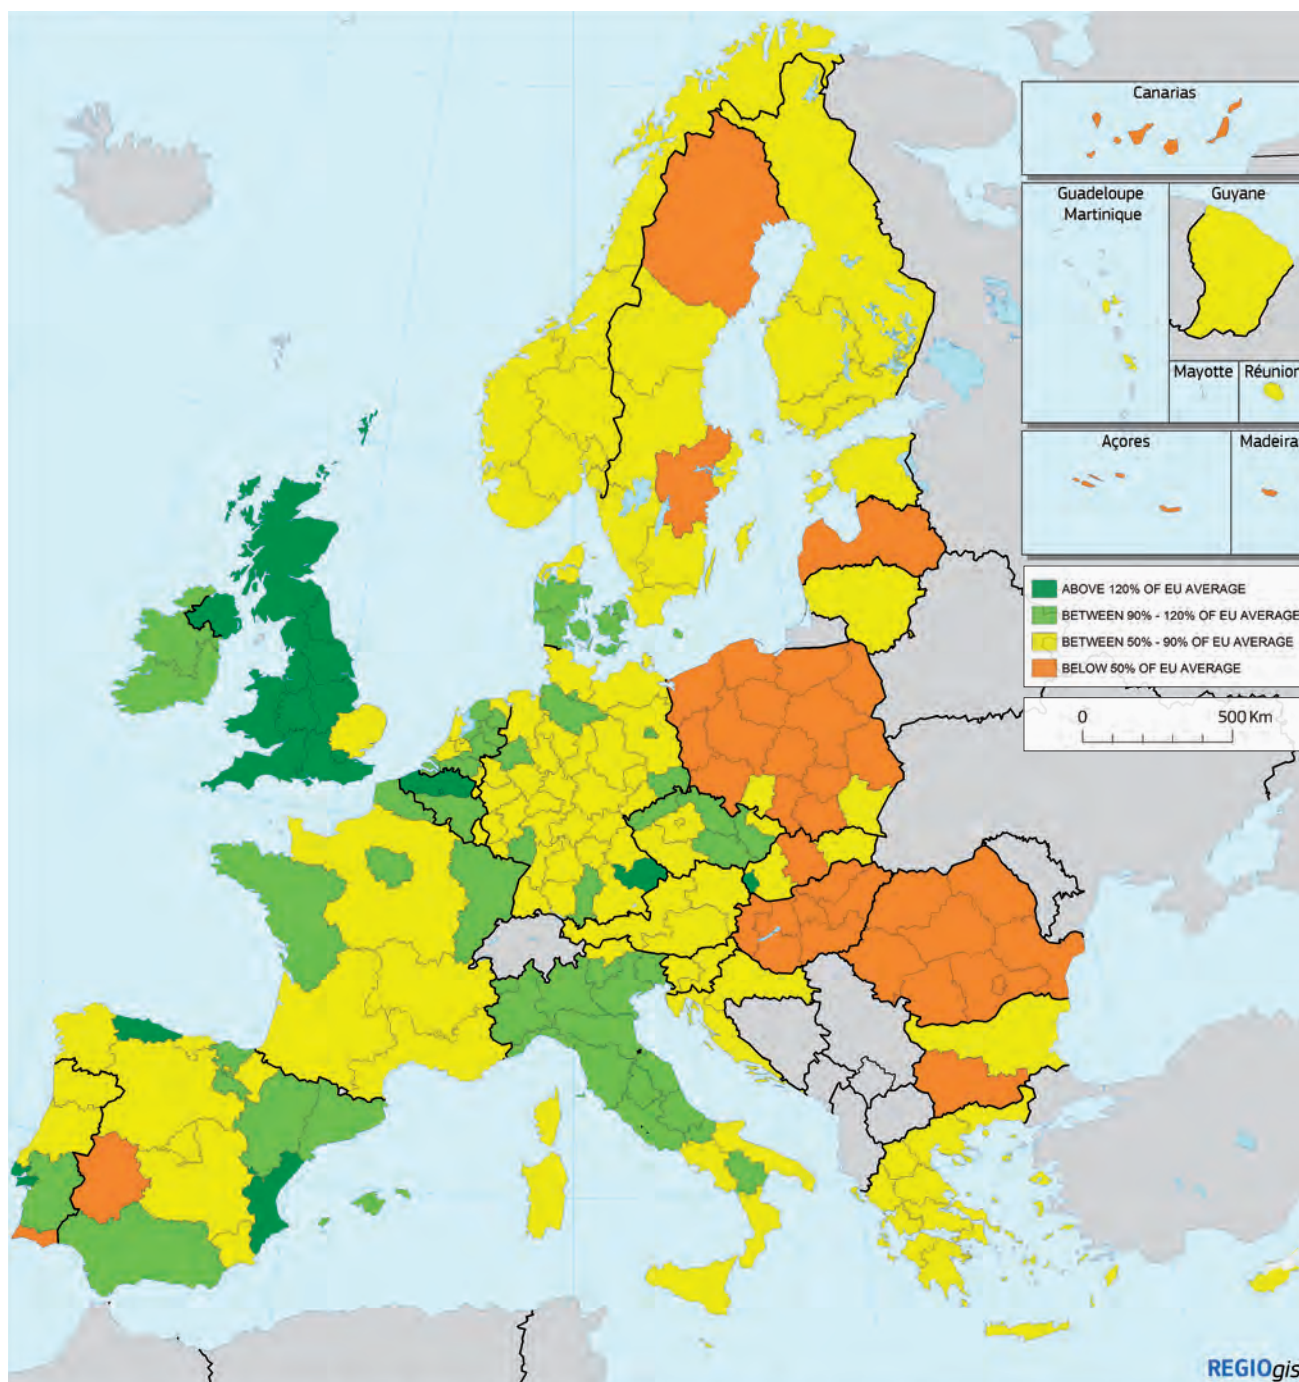 Canarias
Guadeloupe
Martinique
Guyane
Mayotte
Réunion
Açores
Madeira
ABOVE 120% OF EU AVERAGE
BETWEEN 90% - 120% OF EU AVERAGE
BETWEEN 50% - 90% OF EU AVERAGE
BELOW 50% OF EU AVERAGE
0 500 Km
REGIOgis